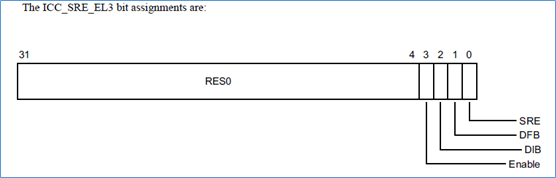 The ICC_SRE_EL3 bit assignments are:
31 4 3 2 1 0
RES0
SRE
DFB
DIB
Enable